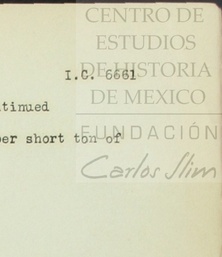 CENTRO DE
ESTUDIOS
DE HISTORIA
DE MEXICO
FUNDACIÓN
Carlos Slim
I.C. 6661
tinued
per short ton of